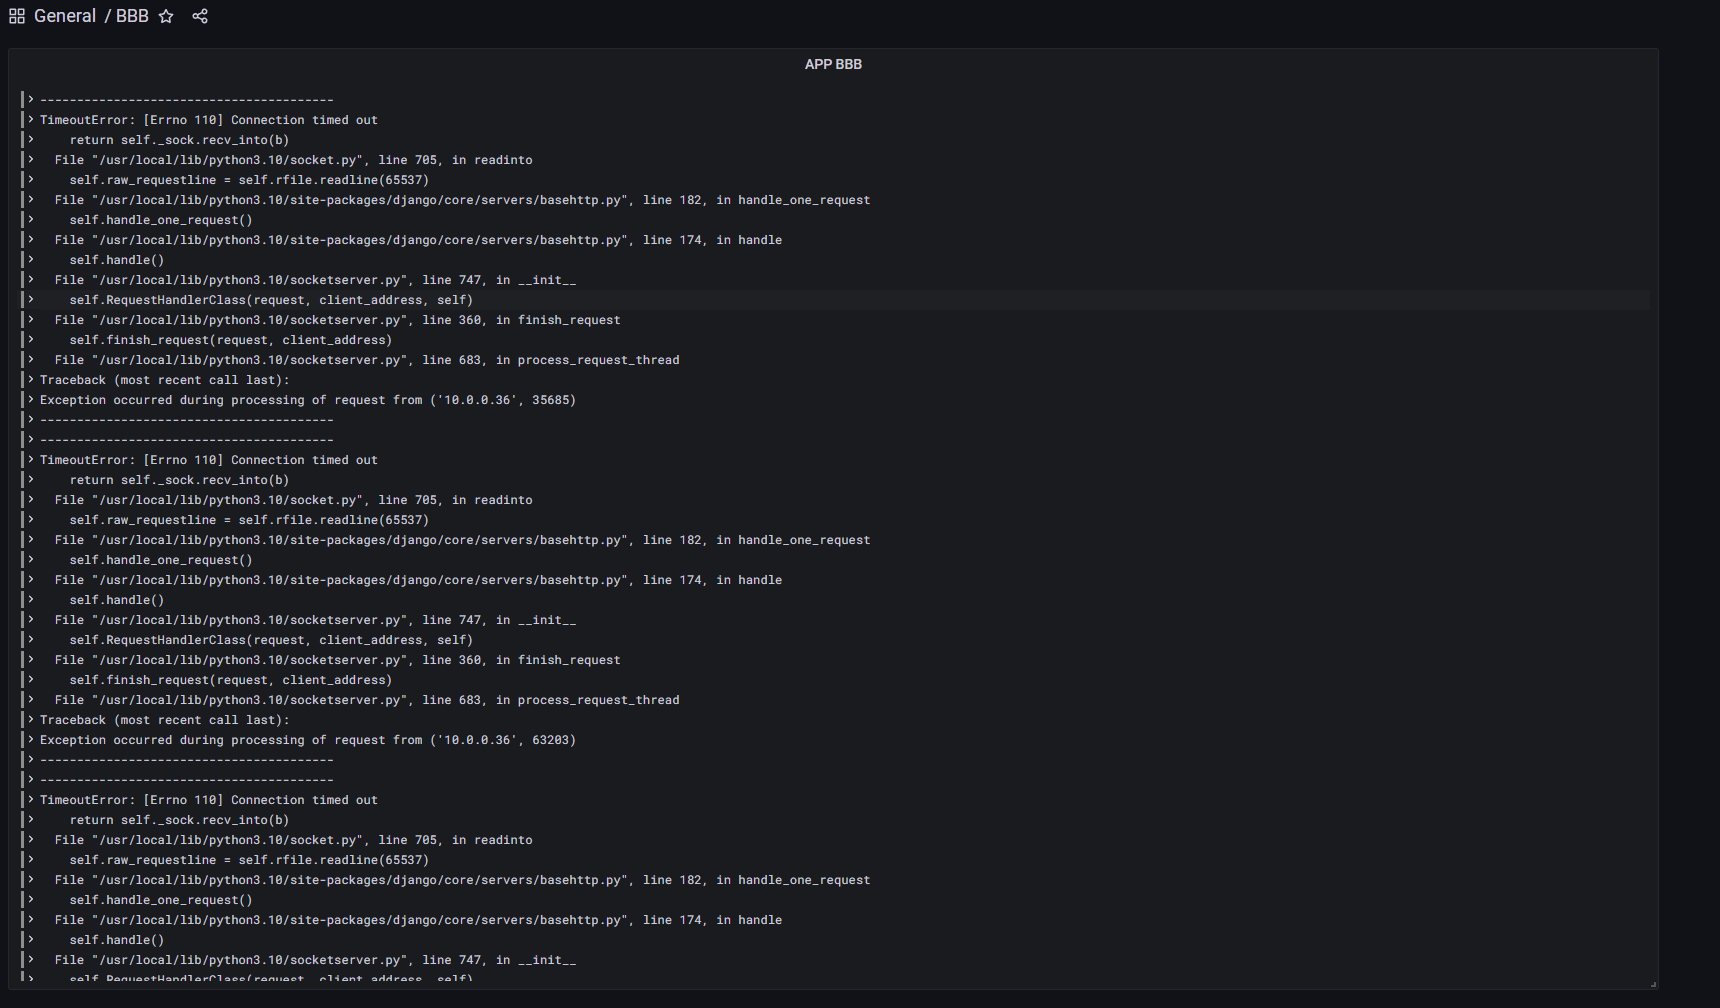 General / BBB
APP BBB
----------------------------------------
TimeoutError: [Errno 110] Connection timed out
    return self._sock.recv_into(b)
  File "/usr/local/lib/python3.10/socket.py", line 705, in readinto
    self.raw_requestline = self.rfile.readline(65537)
  File "/usr/local/lib/python3.10/site-packages/django/core/servers/basehttp.py", line 182, in handle_one_request
    self.handle_one_request()
  File "/usr/local/lib/python3.10/site-packages/django/core/servers/basehttp.py", line 174, in handle
    self.handle()
  File "/usr/local/lib/python3.10/socketserver.py", line 747, in __init__
    self.RequestHandlerClass(request, client_address, self)
  File "/usr/local/lib/python3.10/socketserver.py", line 360, in finish_request
    self.finish_request(request, client_address)
  File "/usr/local/lib/python3.10/socketserver.py", line 683, in process_request_thread
Traceback (most recent call last):
Exception occurred during processing of request from ('10.0.0.36', 35685)
----------------------------------------
----------------------------------------
TimeoutError: [Errno 110] Connection timed out
    return self._sock.recv_into(b)
  File "/usr/local/lib/python3.10/socket.py", line 705, in readinto
    self.raw_requestline = self.rfile.readline(65537)
  File "/usr/local/lib/python3.10/site-packages/django/core/servers/basehttp.py", line 182, in handle_one_request
    self.handle_one_request()
  File "/usr/local/lib/python3.10/site-packages/django/core/servers/basehttp.py", line 174, in handle
    self.handle()
  File "/usr/local/lib/python3.10/socketserver.py", line 747, in __init__
    self.RequestHandlerClass(request, client_address, self)
  File "/usr/local/lib/python3.10/socketserver.py", line 360, in finish_request
    self.finish_request(request, client_address)
  File "/usr/local/lib/python3.10/socketserver.py", line 683, in process_request_thread
Traceback (most recent call last):
Exception occurred during processing of request from ('10.0.0.36', 63203)
----------------------------------------
----------------------------------------
TimeoutError: [Errno 110] Connection timed out
    return self._sock.recv_into(b)
  File "/usr/local/lib/python3.10/socket.py", line 705, in readinto
    self.raw_requestline = self.rfile.readline(65537)
  File "/usr/local/lib/python3.10/site-packages/django/core/servers/basehttp.py", line 182, in handle_one_request
    self.handle_one_request()
  File "/usr/local/lib/python3.10/site-packages/django/core/servers/basehttp.py", line 174, in handle
    self.handle()
  File "/usr/local/lib/python3.10/socketserver.py", line 747, in __init__
    self.RequestHandlerClass(request, client_address, self)